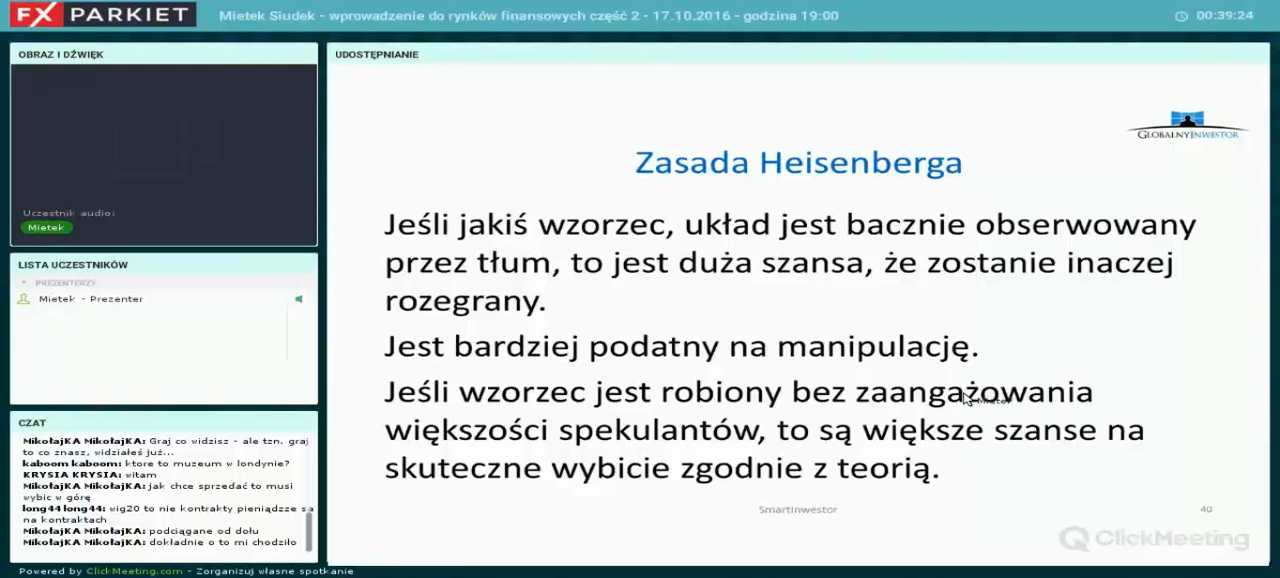 FX PARKIET
Mietek Siudek - wprowadzenie do rynków finansowych część 2 - 17.10.2016 - godzina 19:00
00:39:24
OBRAZ I DŹWIĘK
Uczestnik audio:
Mietek
LISTA UCZESTNIKÓW
PREZENTERZY
Mietek - Prezenter
CZAT
MikołajKA MikołajKA: Graj co widzisz - ale tzn. graj
to co znasz, widziałeś już...
kaboom kaboom: ktore to muzeum w londynie?
KRYSIA KRYSIA: witam
MikołajKA MikołajKA: jak chce sprzedać to musi
wybic w górę
long44 long44: wig20 to nie kontrakty pieniądze sa
na kontraktach
MikołajKA MikołajKA: podciągane od dołu
MikołajKA MikołajKA: dokładnie o to mi chodziło
UDOSTĘPNIANIE
GLOBALNYINWESTOR
Zasada Heisenberga
Jeśli jakiś wzorzec, układ jest bacznie obserwowany
przez tłum, to jest duża szansa, że zostanie inaczej
rozegrany.
Jest bardziej podatny na manipulację.
Jeśli wzorzec jest robiony bez zaangażowania
większości spekulantów, to są większe szanse na
skuteczne wybicie zgodnie z teorią.
Mietek
SmartInwestor
40
ClickMeeting
Powered by ClickMeeting.com - Zorganizuj własne spotkanie